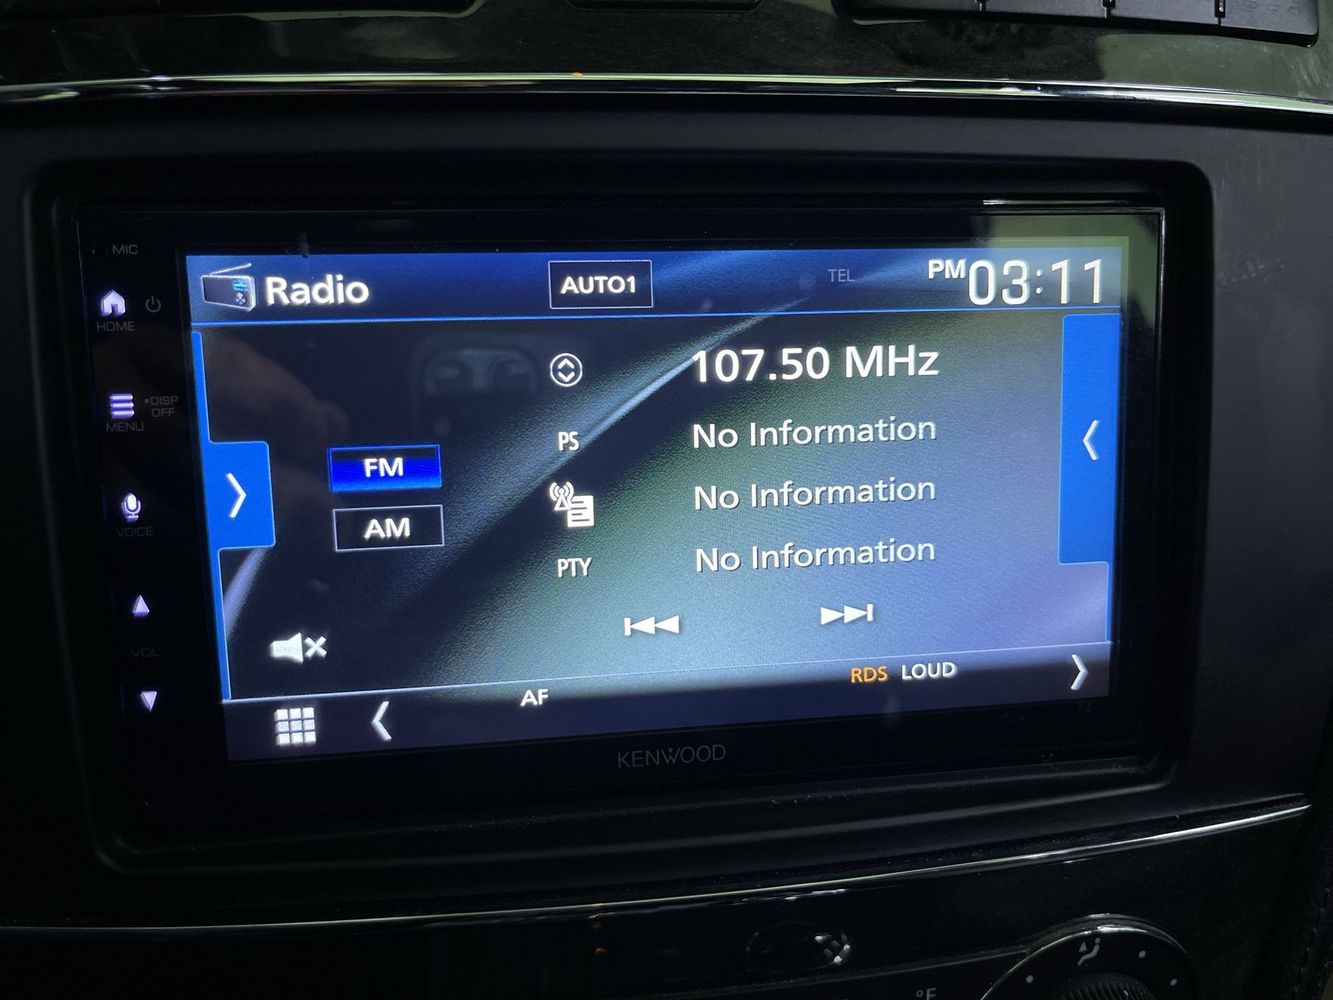 MIC
HOME
DISP
OFF
MENU
VOICE
VOL
Radio
AUTO1
TEL
PM 03:11
107.50 MHz
PS
No Information
No Information
PTY
No Information
FM
AM
AF
RDS
LOUD
KENWOOD
°F